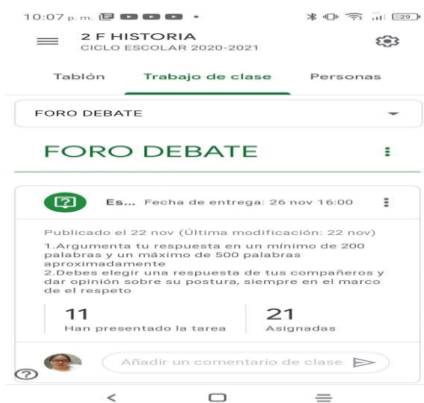 10:07 p. m.
29
2 F HISTORIA
CICLO ESCOLAR 2020-2021
Tablón Trabajo de clase Personas
FORO DEBATE
FORO DEBATE
Es... Fecha de entrega: 26 nov 16:00
Publicado el 22 nov (Última modificación: 22 nov)
1.Argumenta tu respuesta en un mínimo de 200
palabras y un máximo de 500 palabras
aproximadamente
2.Debes elegir una respuesta de tus compañeros y
dar opinión sobre su postura, siempre en el marco
de el respeto
11 21
Han presentado la tarea Asignadas
Añadir un comentario de clase